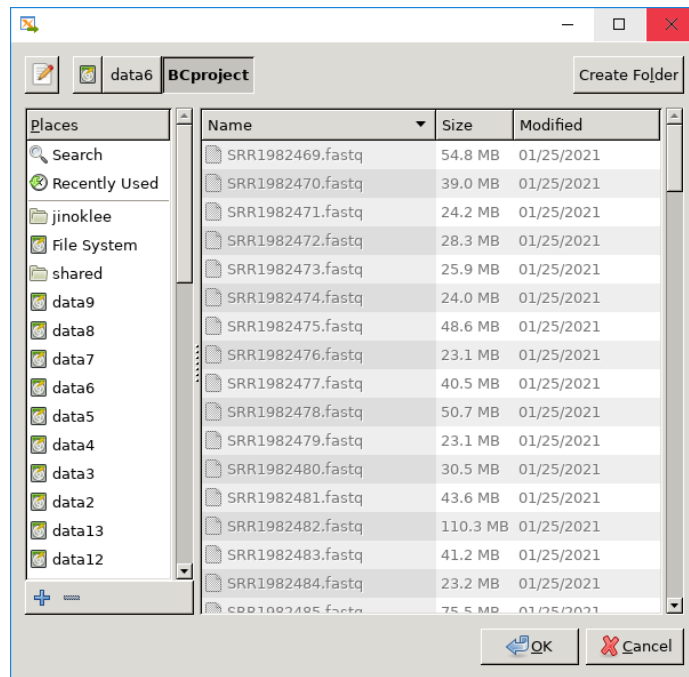 data6 BCproject Create Folder
Places
Search
Recently Used
jinoklee
File System
shared
data9
data8
data7
data6
data5
data4
data3
data2
data13
data12
Name Size Modified
SRR1982469.fastq 54.8 MB 01/25/2021
SRR1982470.fastq 39.0 MB 01/25/2021
SRR1982471.fastq 24.2 MB 01/25/2021
SRR1982472.fastq 28.3 MB 01/25/2021
SRR1982473.fastq 25.9 MB 01/25/2021
SRR1982474.fastq 24.0 MB 01/25/2021
SRR1982475.fastq 48.6 MB 01/25/2021
SRR1982476.fastq 23.1 MB 01/25/2021
SRR1982477.fastq 40.5 MB 01/25/2021
SRR1982478.fastq 50.7 MB 01/25/2021
SRR1982479.fastq 23.1 MB 01/25/2021
SRR1982480.fastq 30.5 MB 01/25/2021
SRR1982481.fastq 43.6 MB 01/25/2021
SRR1982482.fastq 110.3 MB 01/25/2021
SRR1982483.fastq 41.2 MB 01/25/2021
SRR1982484.fastq 23.2 MB 01/25/2021
SRR1982485.fastq 75.5 MB 01/25/2021
OK Cancel